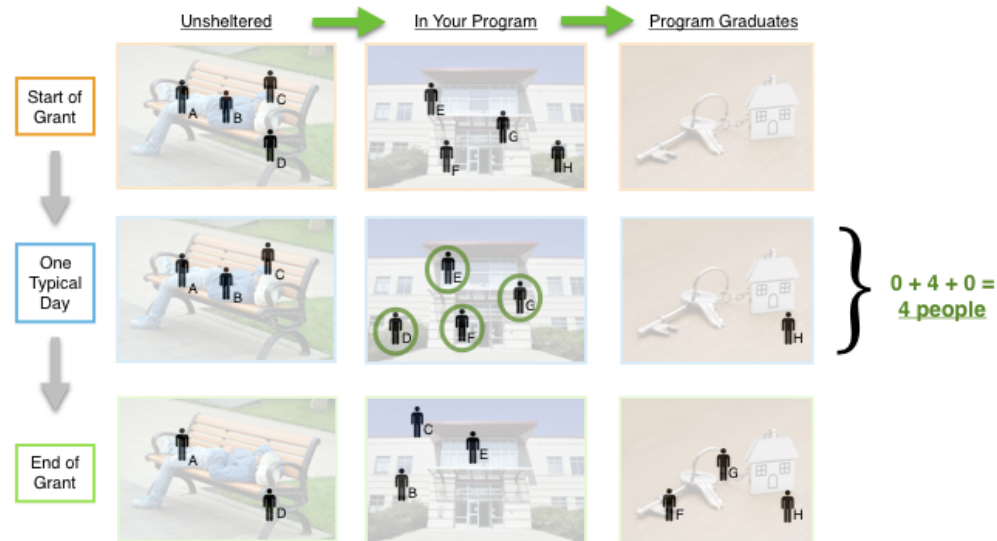 Unsheltered
In Your Program
Program Graduates
Start of
Grant
A
B
C
D
E
F
G
H
One
Typical
Day
A
B
C
E
G
D
F
H
0 + 4 + 0 =
4 people
End of
Grant
A
D
C
E
B
G
F
H